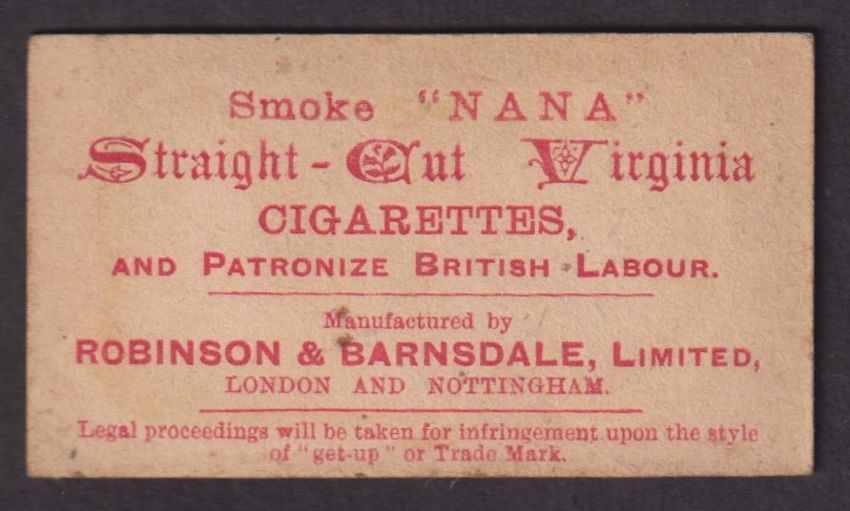 Smoke "NANA"
Straight-Cut Virginia
CIGARETTES,
AND PATRONIZE BRITISH LABOUR.
Manufactured by
ROBINSON & BARNSDALE, LIMITED,
LONDON AND NOTTINGHAM.
Legal proceedings will be taken for infringement upon the style
of "get-up" or Trade Mark.